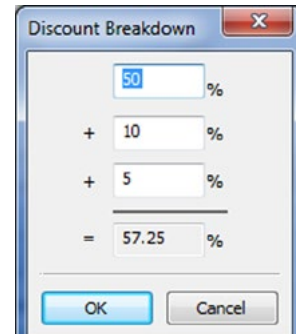 Discount Breakdown
50 %
+ 10 %
+ 5 %
= 57.25 %
OK Cancel